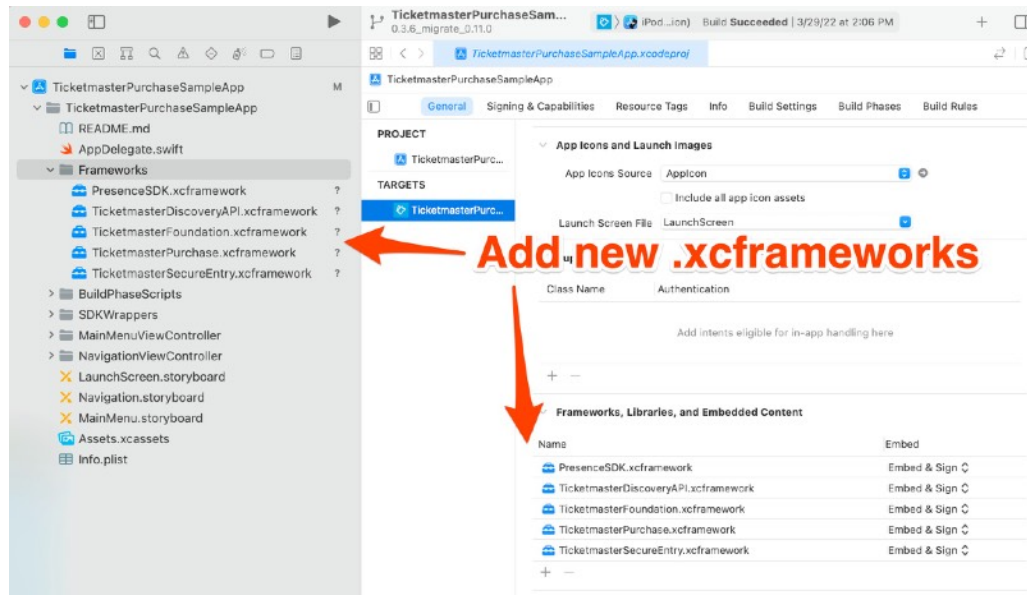 TicketmasterPurchaseSam...
0.3.6_migrate_0.11.0
iPod...ion)
Build Succeeded | 3/29/22 at 2:06 PM
TicketmasterPurchaseSampleApp.xcodeproj
TicketmasterPurchaseSampleApp M
TicketmasterPurchaseSampleApp
README.md
AppDelegate.swift
Frameworks
PresenceSDK.xcframework ?
TicketmasterDiscoveryAPI.xcframework ?
TicketmasterFoundation.xcframework ?
TicketmasterPurchase.xcframework ?
TicketmasterSecureEntry.xcframework ?
BuildPhaseScripts
SDKWrappers
MainMenuViewController
NavigationViewController
LaunchScreen.storyboard
Navigation.storyboard
MainMenu.storyboard
Assets.xcassets
Info.plist
TicketmasterPurchaseSampleApp
General Signing & Capabilities Resource Tags Info Build Settings Build Phases Build Rules
PROJECT
TicketmasterPurc...
TARGETS
TicketmasterPurc...
App Icons and Launch Images
App Icons Source AppIcon
Include all app icon assets
Launch Screen File LaunchScreen
Add new .xcframeworks
Class Name Authentication
Add intents eligible for in-app handling here
Frameworks, Libraries, and Embedded Content
Name Embed
PresenceSDK.xcframework Embed & Sign
TicketmasterDiscoveryAPI.xcframework Embed & Sign
TicketmasterFoundation.xcframework Embed & Sign
TicketmasterPurchase.xcframework Embed & Sign
TicketmasterSecureEntry.xcframework Embed & Sign